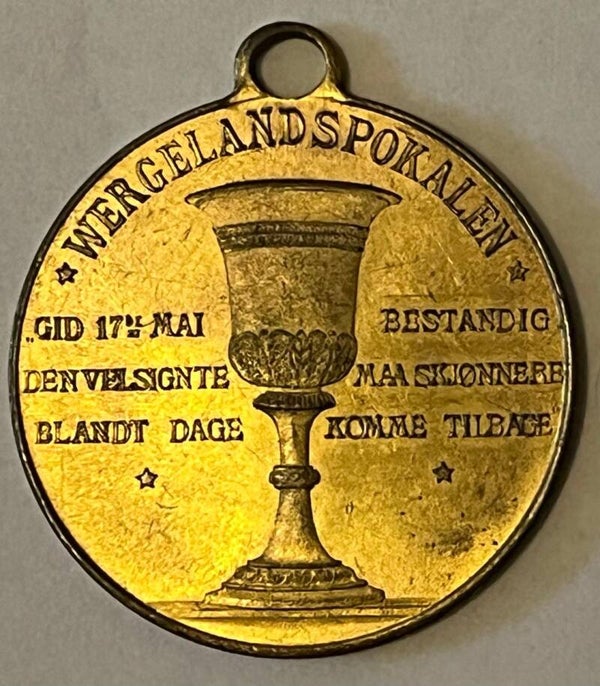 WERGELANDSPOKALEN
„GID 17DE MAI BESTANDIG
DEN VELSIGNTE MAA SKJØNNERE
BLANDT DAGE KOMME TILBAGE"